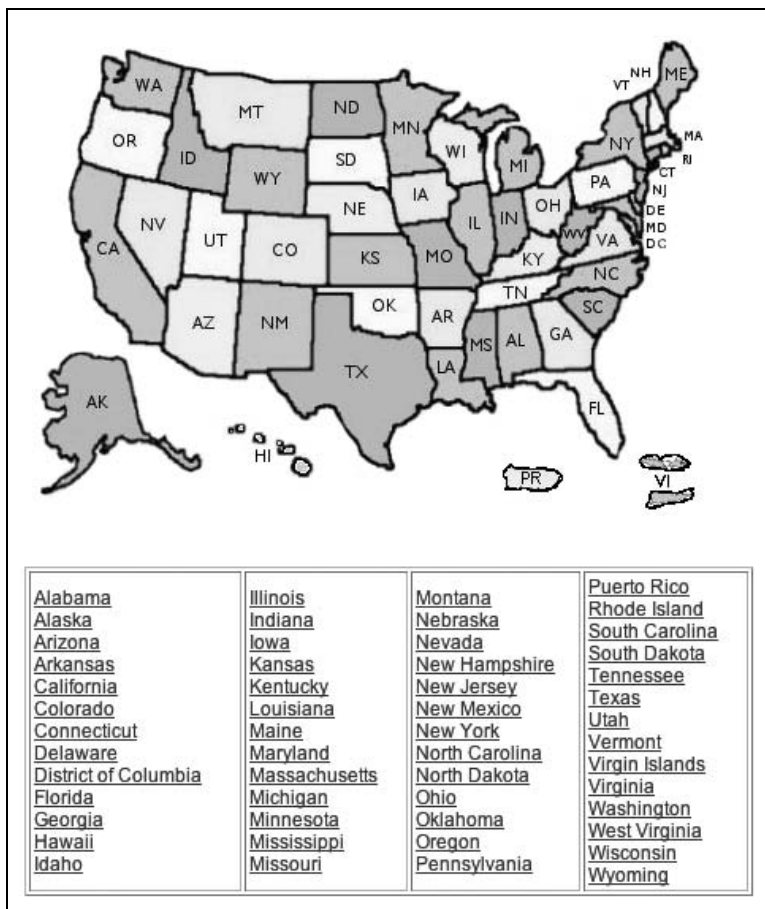 NH
VT
ME
WA
MT
ND
MN
OR
ID
SD
WI
MI
NY
MA
RI
CT
WY
IA
PA
NJ
NE
OH
DE
NV
UT
CO
IL
IN
WV
VA
MD
DC
CA
KS
MO
KY
NC
TN
OK
AZ
NM
AR
SC
MS
AL
GA
TX
LA
AK
FL
HI
PR
VI
Alabama
Alaska
Arizona
Arkansas
California
Colorado
Connecticut
Delaware
District of Columbia
Florida
Georgia
Hawaii
Idaho
Illinois
Indiana
Iowa
Kansas
Kentucky
Louisiana
Maine
Maryland
Massachusetts
Michigan
Minnesota
Mississippi
Missouri
Montana
Nebraska
Nevada
New Hampshire
New Jersey
New Mexico
New York
North Carolina
North Dakota
Ohio
Oklahoma
Oregon
Pennsylvania
Puerto Rico
Rhode Island
South Carolina
South Dakota
Tennessee
Texas
Utah
Vermont
Virgin Islands
Virginia
Washington
West Virginia
Wisconsin
Wyoming